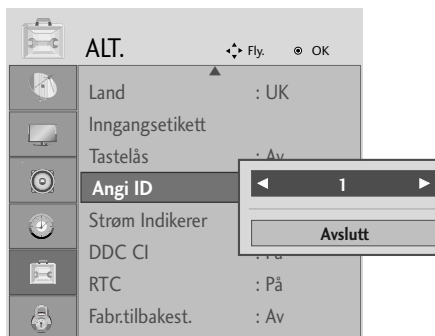 ALT. Fly. OK
Land : UK
Inngangsetikett
Tastelås : Av
Angi ID 1
Strøm Indikerer
Avslutt
DDC CI : På
RTC : På
Fabr.tilbakest. : Av